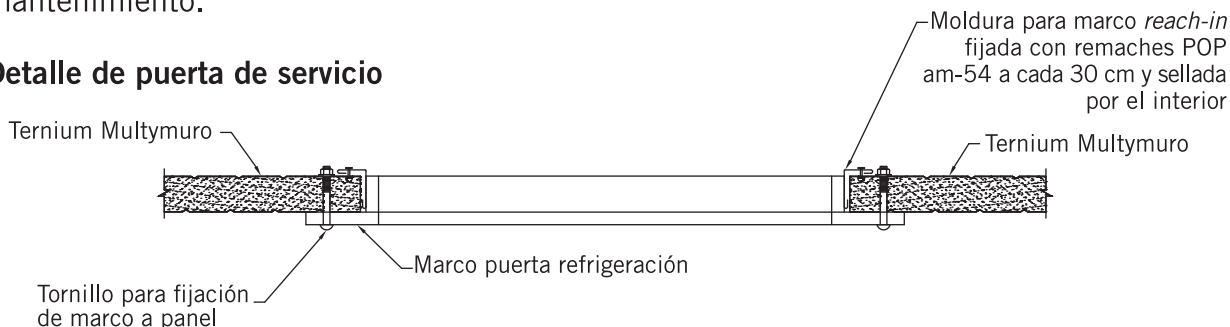 mantenimiento.
Detalle de puerta de servicio
Moldura para marco reach-in
fijada con remaches POP
am-54 a cada 30 cm y sellada
por el interior
Ternium Multymuro
Ternium Multymuro
Marco puerta refrigeración
Tornillo para fijación
de marco a panel